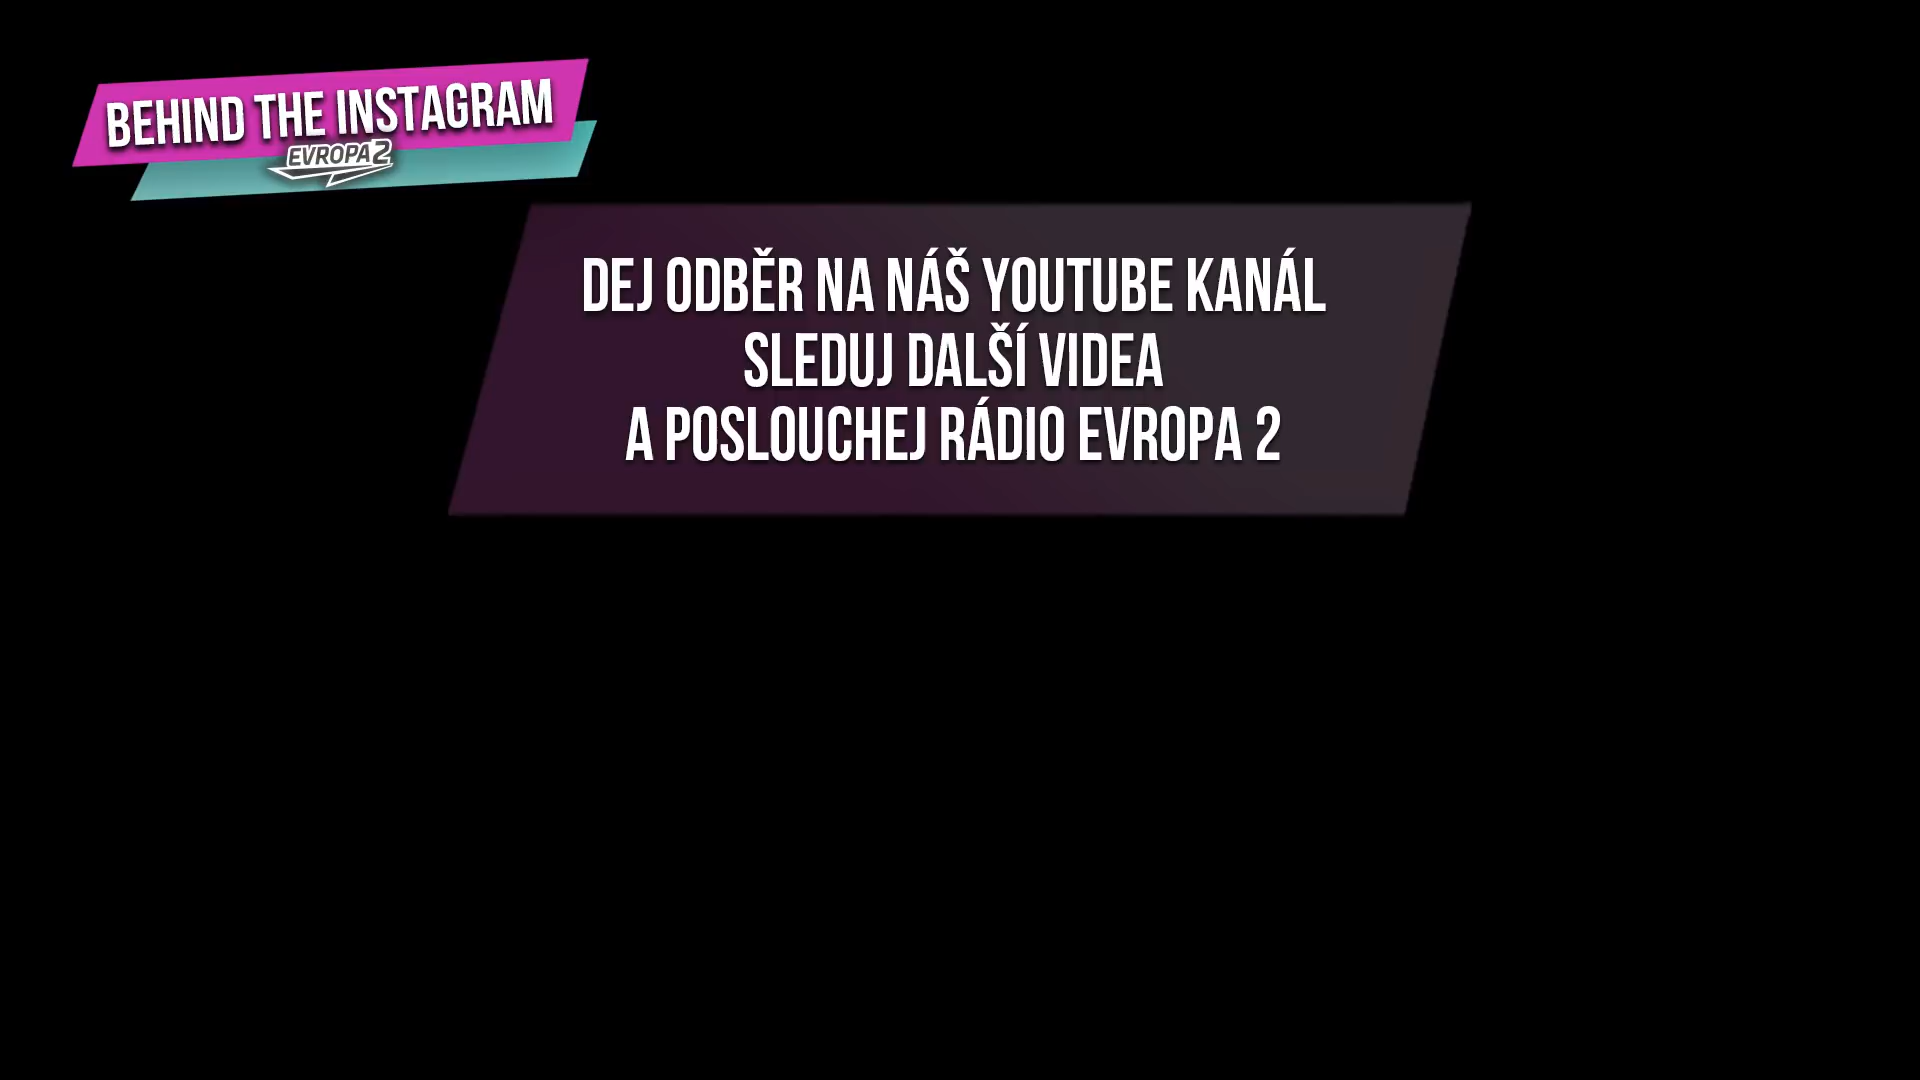 BEHIND THE INSTAGRAM
EVROPA 2
DEJ ODBĚR NA NÁŠ YOUTUBE KANÁL
SLEDUJ DALŠÍ VIDEA
A POSLOUCHEJ RÁDIO EVROPA 2